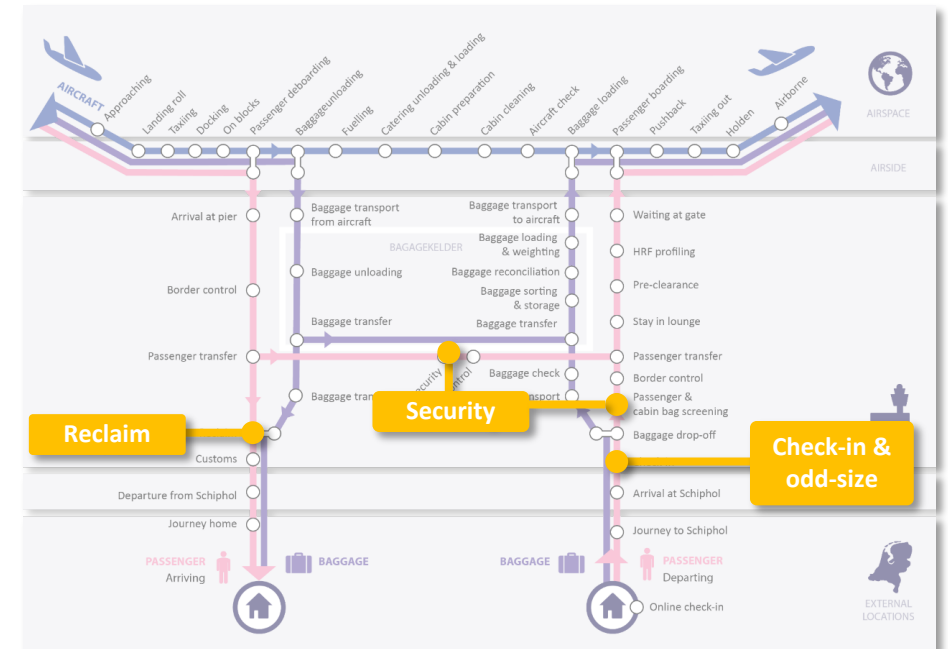 AIRCRAFT
Approaching
Landing roll
Taxiing
Docking
On blocks
Passenger deboarding
Baggageunloading
Fuelling
Catering unloading & loading
Cabin preparation
Cabin cleaning
Aircraft check
Baggage loading
Passenger boarding
Pushback
Taxiing out
Holden
Airborne
AIRSPACE
AIRSIDE
Arrival at pier
Baggage transport
from aircraft
Baggage transport
to aircraft
Waiting at gate
BAGAGEKELDER
Baggage loading
& weighting
HRF profiling
Baggage unloading
Baggage reconciliation
Border control
Pre-clearance
Baggage sorting
& storage
Baggage transfer
Baggage transfer
Stay in lounge
Passenger transfer
Passenger transfer
Baggage check
Border control
Passenger &
cabin bag screening
Security
Reclaim
Baggage drop-off
Check-in &
odd-size
Customs
Departure from Schiphol
Arrival at Schiphol
Journey home
Journey to Schiphol
PASSENGER
Arriving
BAGGAGE
BAGGAGE
PASSENGER
Departing
Online check-in
EXTERNAL
LOCATIONS